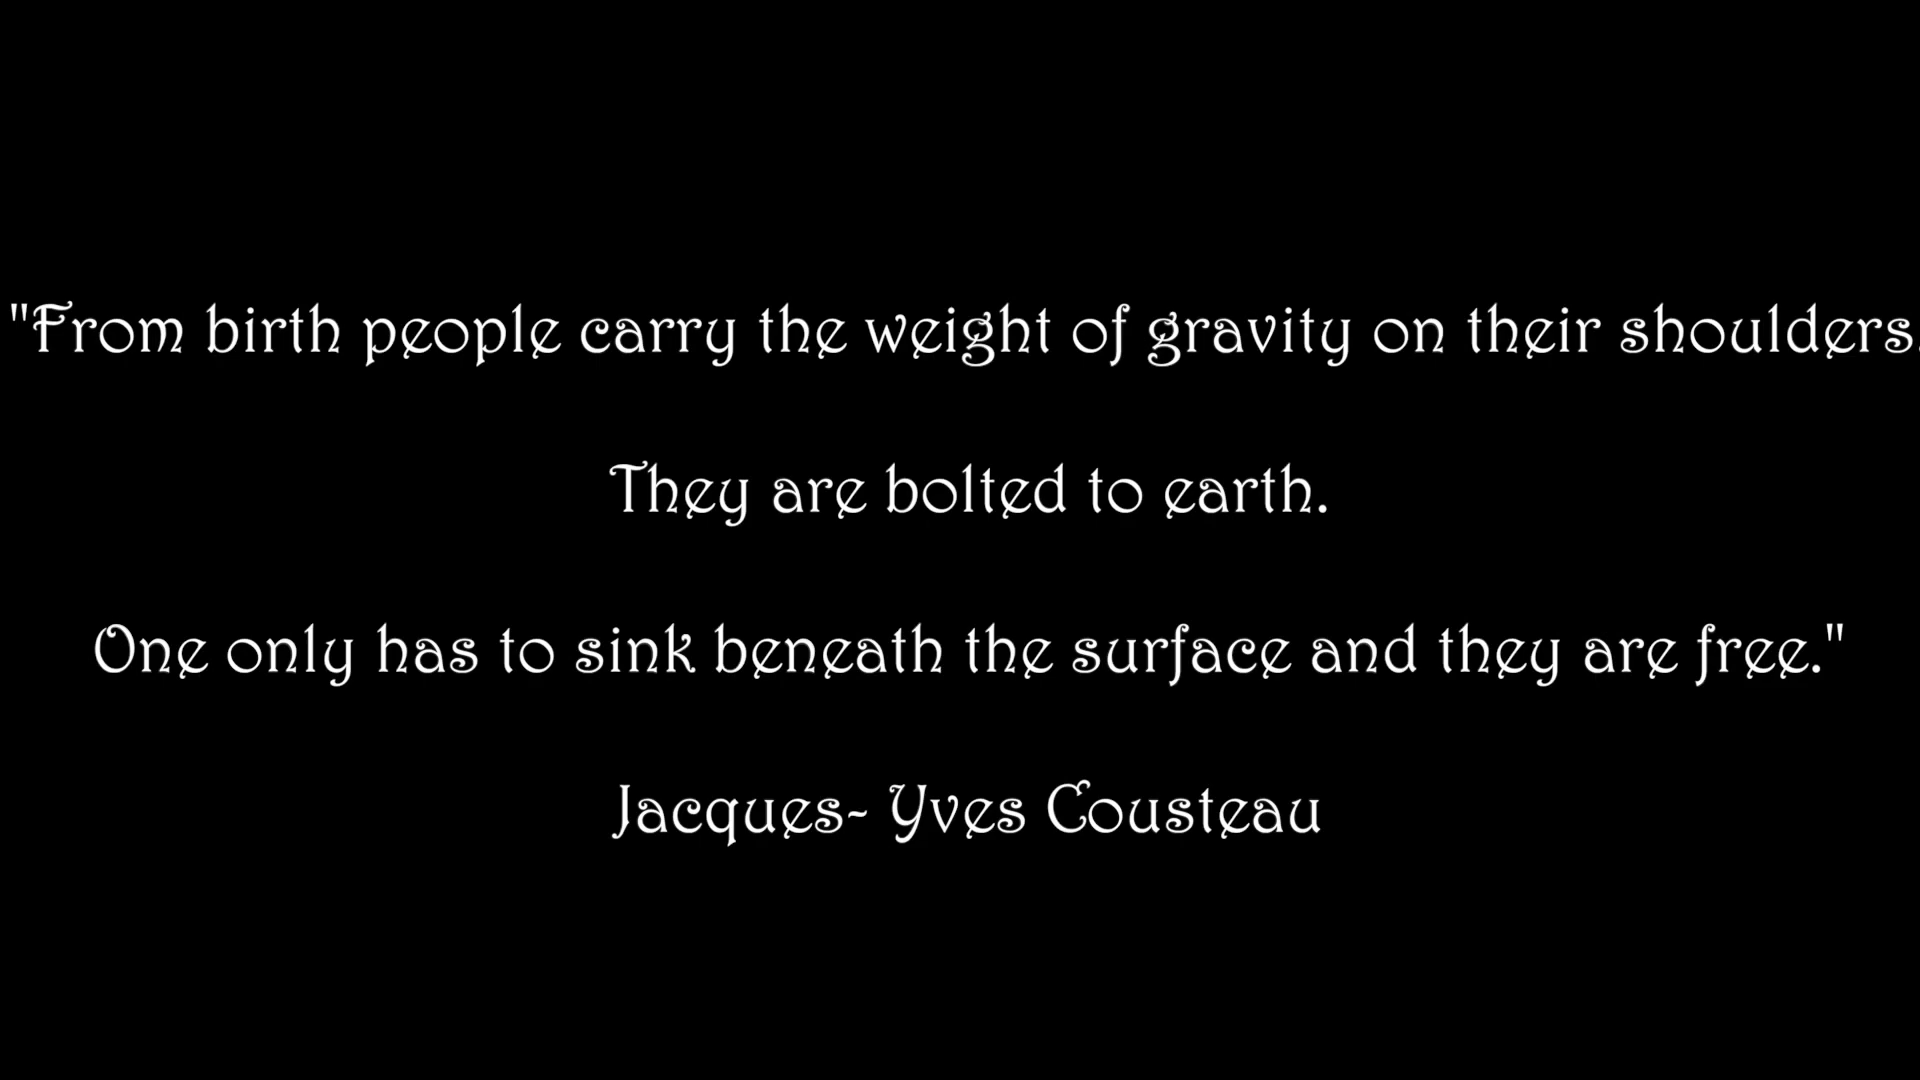 "From birth people carry the weight of gravity on their shoulders.
They are bolted to earth.
One only has to sink beneath the surface and they are free."
Jacques- Yves Cousteau